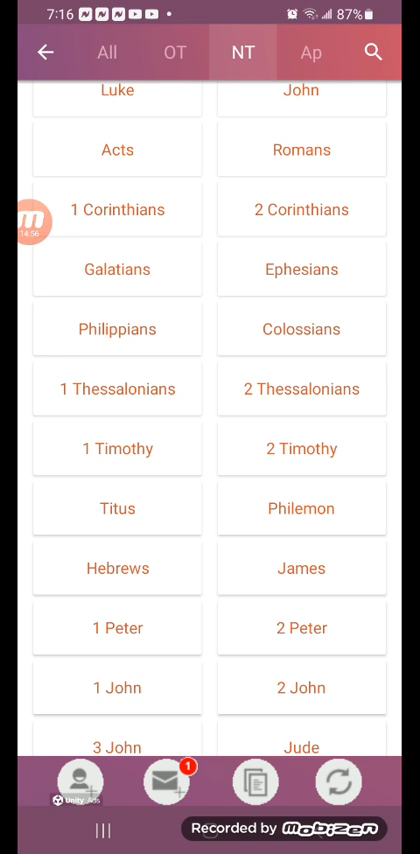 7:16
87%
All OT NT Ap
Luke John
Acts Romans
1 Corinthians 2 Corinthians
14:56
Galatians Ephesians
Philippians Colossians
1 Thessalonians 2 Thessalonians
1 Timothy 2 Timothy
Titus Philemon
Hebrews James
1 Peter 2 Peter
1 John 2 John
3 John Jude
1
Unity Ads
Recorded by mobizen